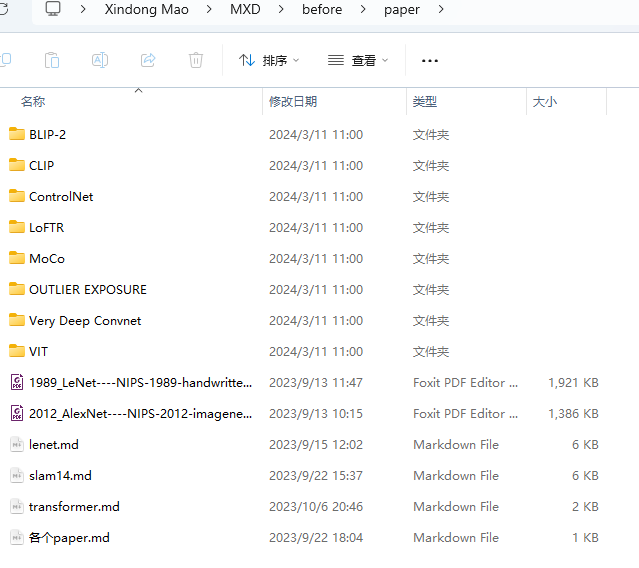 Xindong Mao > MXD > before > paper >
排序 查看 ...
名称 修改日期 类型 大小
BLIP-2 2024/3/11 11:00 文件夹
CLIP 2024/3/11 11:00 文件夹
ControlNet 2024/3/11 11:00 文件夹
LoFTR 2024/3/11 11:00 文件夹
MoCo 2024/3/11 11:00 文件夹
OUTLIER EXPOSURE 2024/3/11 11:00 文件夹
Very Deep Convnet 2024/3/11 11:00 文件夹
VIT 2024/3/11 11:00 文件夹
1989_LeNet----NIPS-1989-handwritte... 2023/9/13 11:47 Foxit PDF Editor ... 1,921 KB
2012_AlexNet----NIPS-2012-imagene... 2023/9/13 10:15 Foxit PDF Editor ... 1,386 KB
lenet.md 2023/9/15 12:02 Markdown File 6 KB
slam14.md 2023/9/22 15:37 Markdown File 6 KB
transformer.md 2023/10/6 20:46 Markdown File 2 KB
各个paper.md 2023/9/22 18:04 Markdown File 1 KB